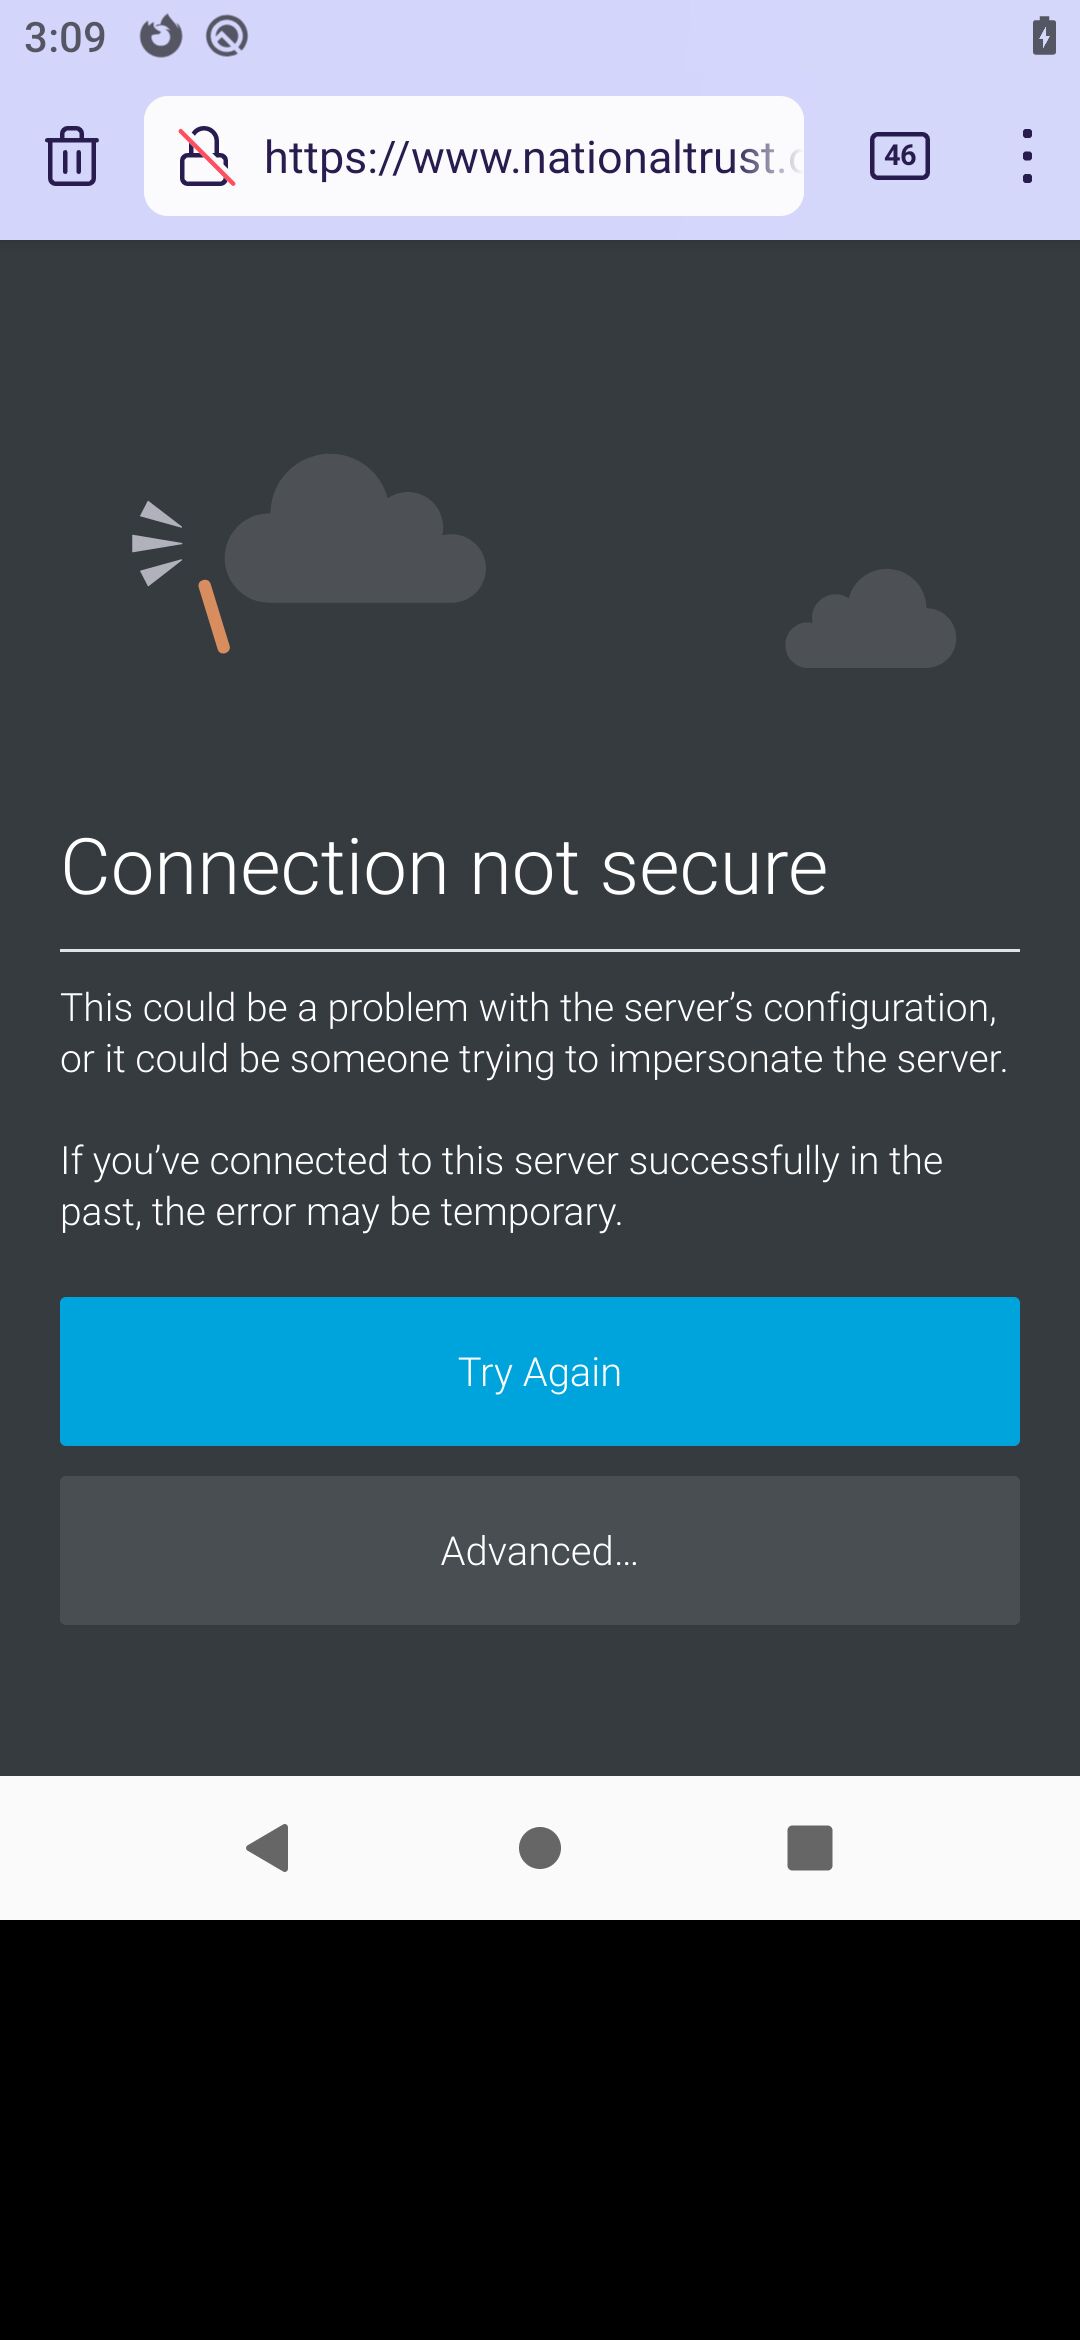 3:09
https://www.nationaltrust.
46
Connection not secure
This could be a problem with the server’s configuration,
or it could be someone trying to impersonate the server.
If you’ve connected to this server successfully in the
past, the error may be temporary.
Try Again
Advanced…